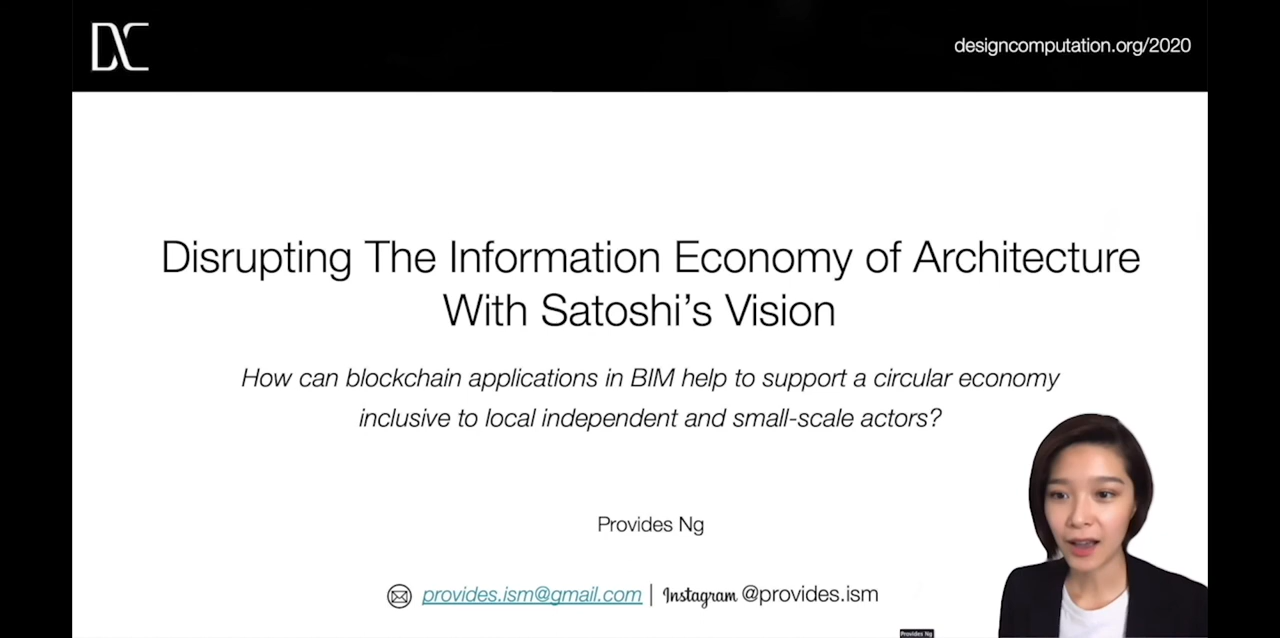 DC
designcomputation.org/2020
Disrupting The Information Economy of Architecture
With Satoshi's Vision
How can blockchain applications in BIM help to support a circular economy
inclusive to local independent and small-scale actors?
Provides Ng
provides.ism@gmail.com | Instagram @provides.ism
Provides Ng